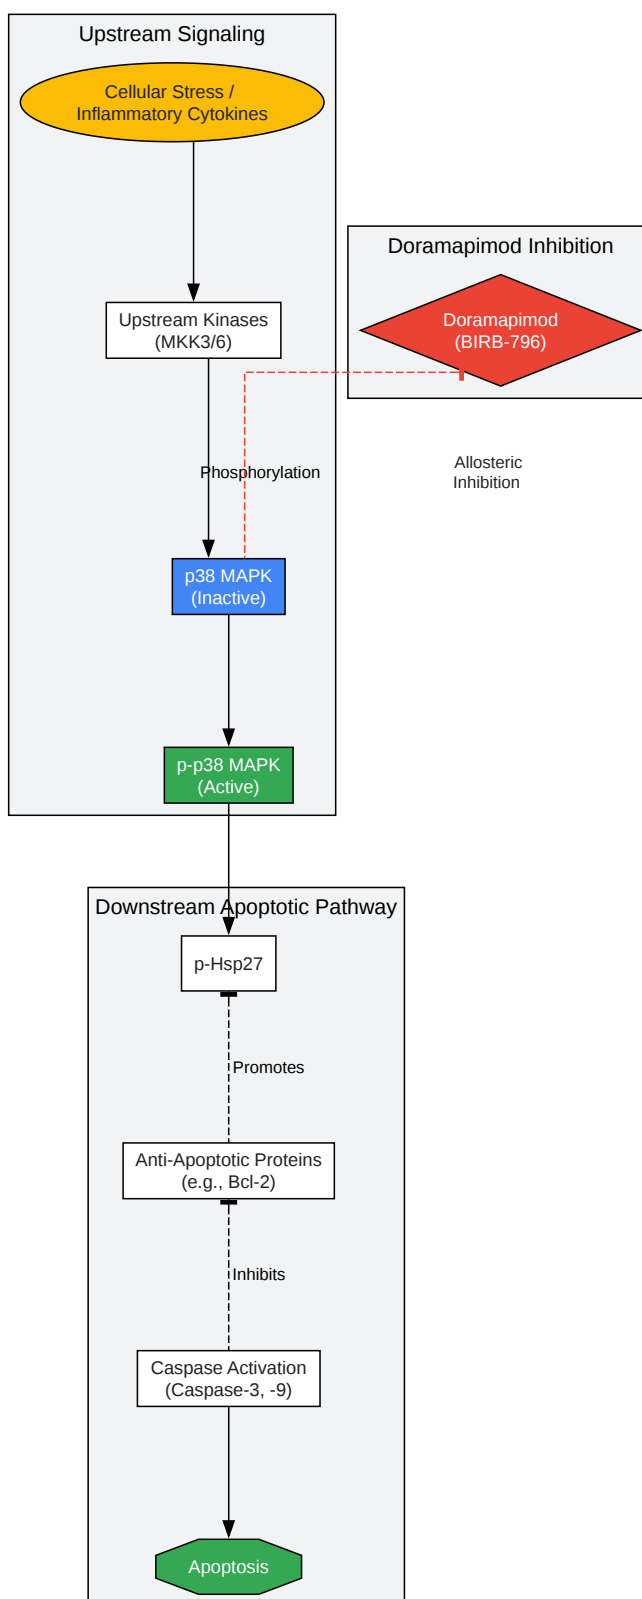 Upstream Signaling
Cellular Stress /
Inflammatory Cytokines
Doramapimod Inhibition
Upstream Kinases
(MKK3/6)
Doramapimod
(BIRB-796)
Phosphorylation
Allosteric
Inhibition
p38 MAPK
(Inactive)
p-p38 MAPK
(Active)
Downstream Apoptotic Pathway
p-Hsp27
Promotes
Anti-Apoptotic Proteins
(e.g., Bcl-2)
Inhibits
Caspase Activation
(Caspase-3, -9)
Apoptosis